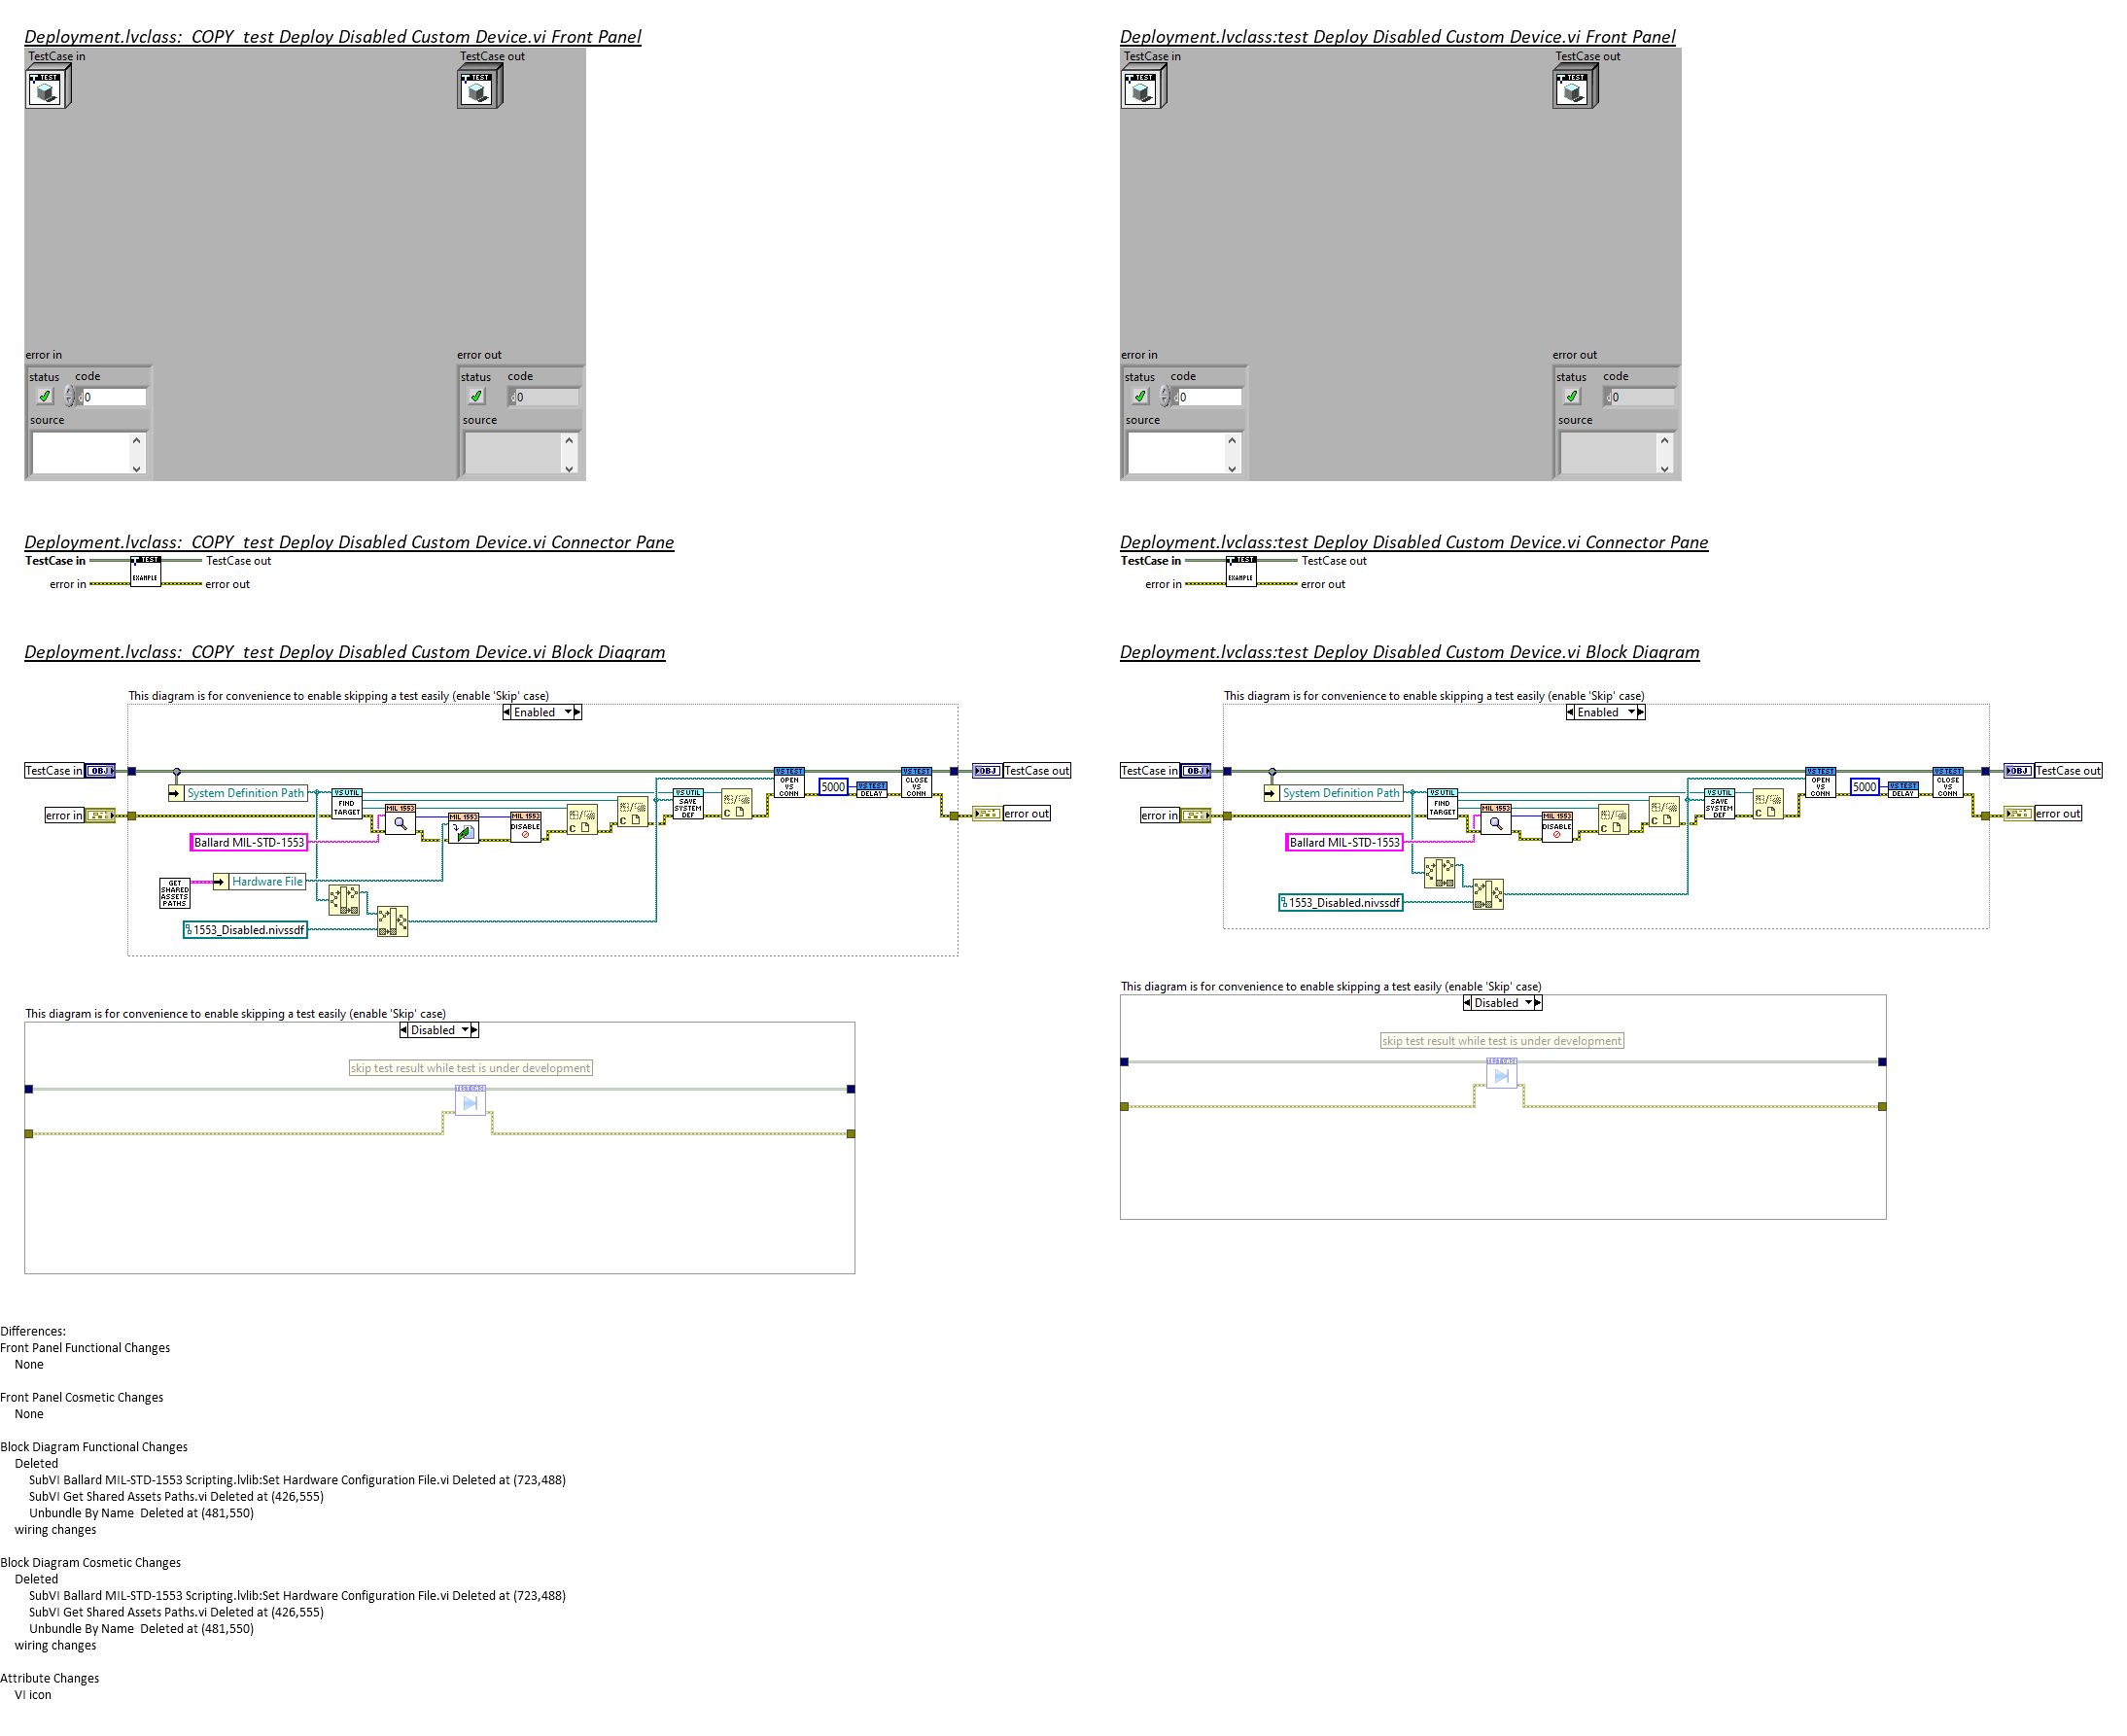 Deployment.lvclass:  COPY  test Deploy Disabled Custom Device.vi Front Panel
TestCase in
TestCase out
TEST
TEST
error in
error out
status
code
status
code
0
0
source
source
Deployment.lvclass:  COPY  test Deploy Disabled Custom Device.vi Connector Pane
TestCase in
TEST
EXAMPLE
TestCase out
error in
error out
Deployment.lvclass:  COPY  test Deploy Disabled Custom Device.vi Block Diagram
This diagram is for convenience to enable skipping a test easily (enable 'Skip' case)
Enabled
TestCase in
OBJ
System Definition Path
error in
VS UTIL
FIND
TARGET
MIL 1553
MIL 1553
MIL 1553
DISABLE
C
C
VS UTIL
SAVE
SYSTEM
DEF
C
VS TEST
OPEN
VS
CONN
5000
VS TEST
DELAY
VS TEST
CLOSE
VS
CONN
OBJ
TestCase out
error out
Ballard MIL-STD-1553
GET
SHARED
ASSETS
PATHS
Hardware File
1553_Disabled.nivssdf
This diagram is for convenience to enable skipping a test easily (enable 'Skip' case)
Disabled
skip test result while test is under development
Deployment.lvclass:test Deploy Disabled Custom Device.vi Front Panel
TestCase in
TestCase out
TEST
TEST
error in
error out
status
code
status
code
0
0
source
source
Deployment.lvclass:test Deploy Disabled Custom Device.vi Connector Pane
TestCase in
TEST
EXAMPLE
TestCase out
error in
error out
Deployment.lvclass:test Deploy Disabled Custom Device.vi Block Diagram
This diagram is for convenience to enable skipping a test easily (enable 'Skip' case)
Enabled
TestCase in
OBJ
System Definition Path
error in
VS UTIL
FIND
TARGET
MIL 1553
MIL 1553
DISABLE
C
C
VS UTIL
SAVE
SYSTEM
DEF
C
VS TEST
OPEN
VS
CONN
5000
VS TEST
DELAY
VS TEST
CLOSE
VS
CONN
OBJ
TestCase out
error out
Ballard MIL-STD-1553
1553_Disabled.nivssdf
This diagram is for convenience to enable skipping a test easily (enable 'Skip' case)
Disabled
skip test result while test is under development
Differences:
Front Panel Functional Changes
None
Front Panel Cosmetic Changes
None
Block Diagram Functional Changes
Deleted
SubVI Ballard MIL-STD-1553 Scripting.lvlib:Set Hardware Configuration File.vi Deleted at (723,488)
SubVI Get Shared Assets Paths.vi Deleted at (426,555)
Unbundle By Name  Deleted at (481,550)
wiring changes
Block Diagram Cosmetic Changes
Deleted
SubVI Ballard MIL-STD-1553 Scripting.lvlib:Set Hardware Configuration File.vi Deleted at (723,488)
SubVI Get Shared Assets Paths.vi Deleted at (426,555)
Unbundle By Name  Deleted at (481,550)
wiring changes
Attribute Changes
VI icon